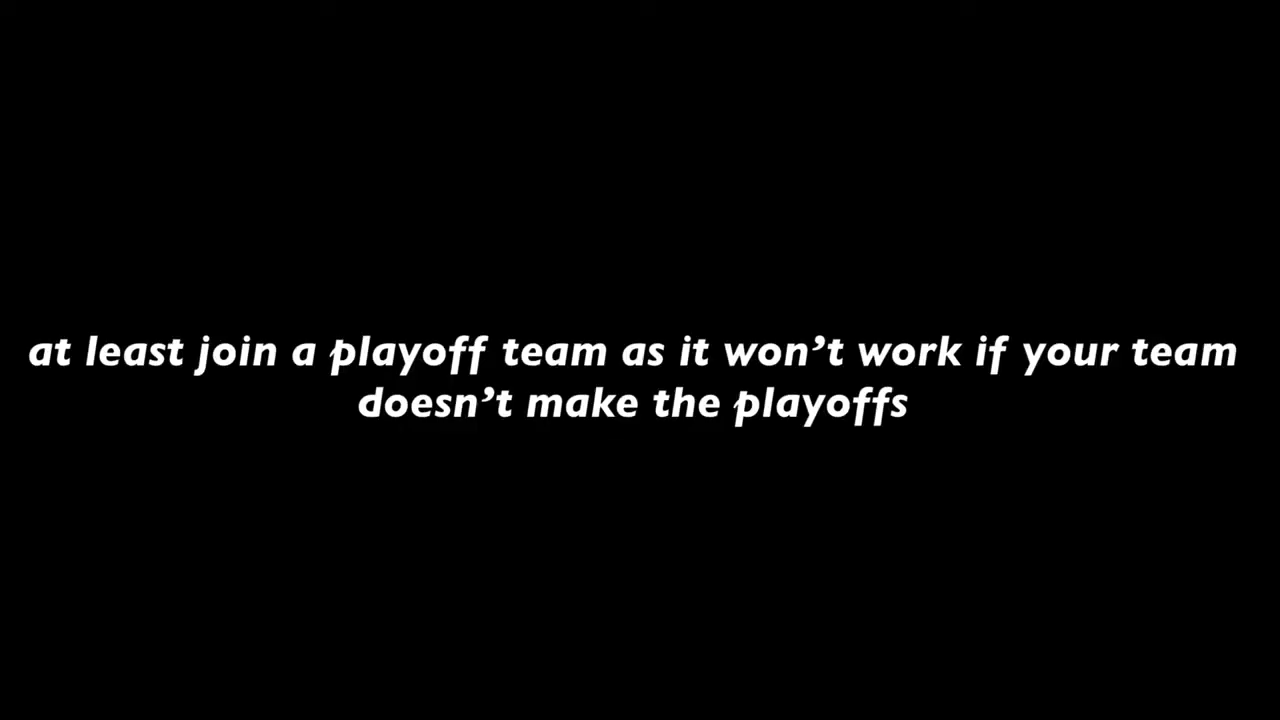 at least join a playoff team as it won’t work if your team
doesn’t make the playoffs